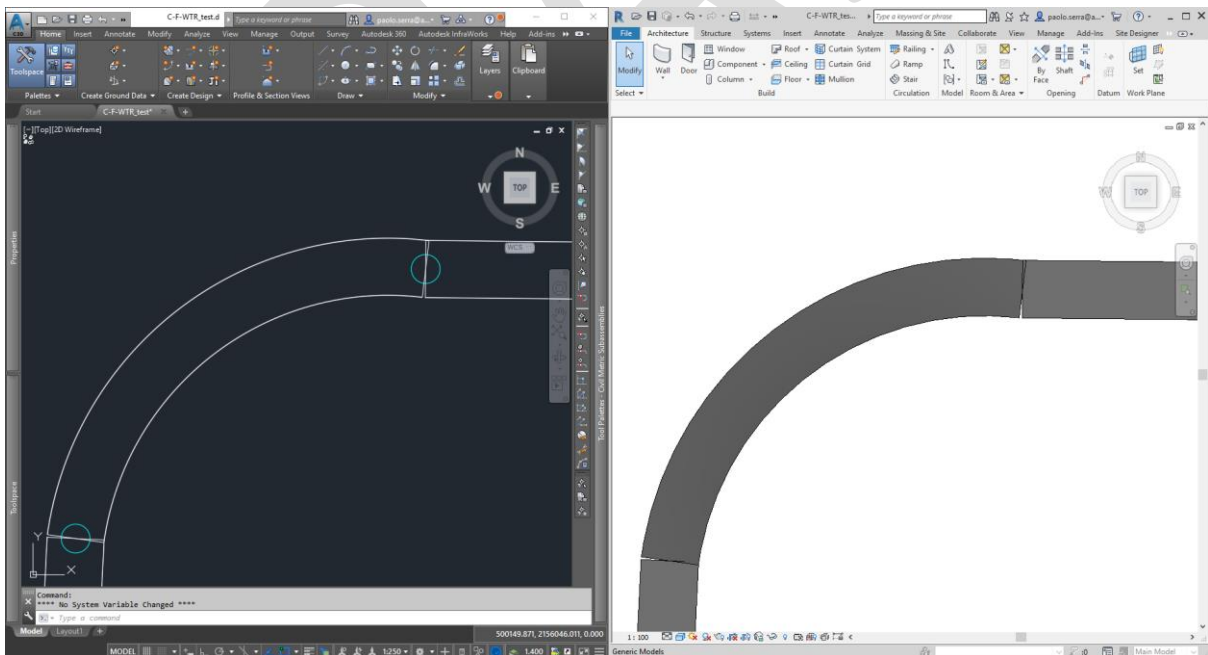 C-F-WTR_test.d
Type a keyword or phrase
paolo.serra@a...
C3D
Home Insert Annotate Modify Analyze View Manage Output Survey Autodesk 360 Autodesk InfraWorks Help Add-ins
Toolspace
Layers
Clipboard
Palettes
Create Ground Data
Create Design
Profile & Section Views
Draw
Modify
Start
C-F-WTR_test*
[-][Top][2D Wireframe]
N
W
TOP
E
S
WCS
Properties
Toolspace
Tool Palettes - Civil Metric Subassemblies
Y
X
Command:
**** No System Variable Changed ****
Type a command
Model Layout1 +
500149.871, 2156046.011, 0.000
MODEL
1:250
1.400
C-F-WTR_tes...
Type a keyword or phrase
paolo.serra@a...
File Architecture Structure Systems Insert Annotate Analyze Massing & Site Collaborate View Manage Add-Ins Site Designer
Modify
Wall
Door
Window
Component
Column
Roof
Ceiling
Floor
Curtain System
Curtain Grid
Mullion
Railing
Ramp
Stair
By Face
Shaft
Set
Select
Build
Circulation
Model
Room & Area
Opening
Datum
Work Plane
TOP
1 : 100
Generic Models
:0
Main Model